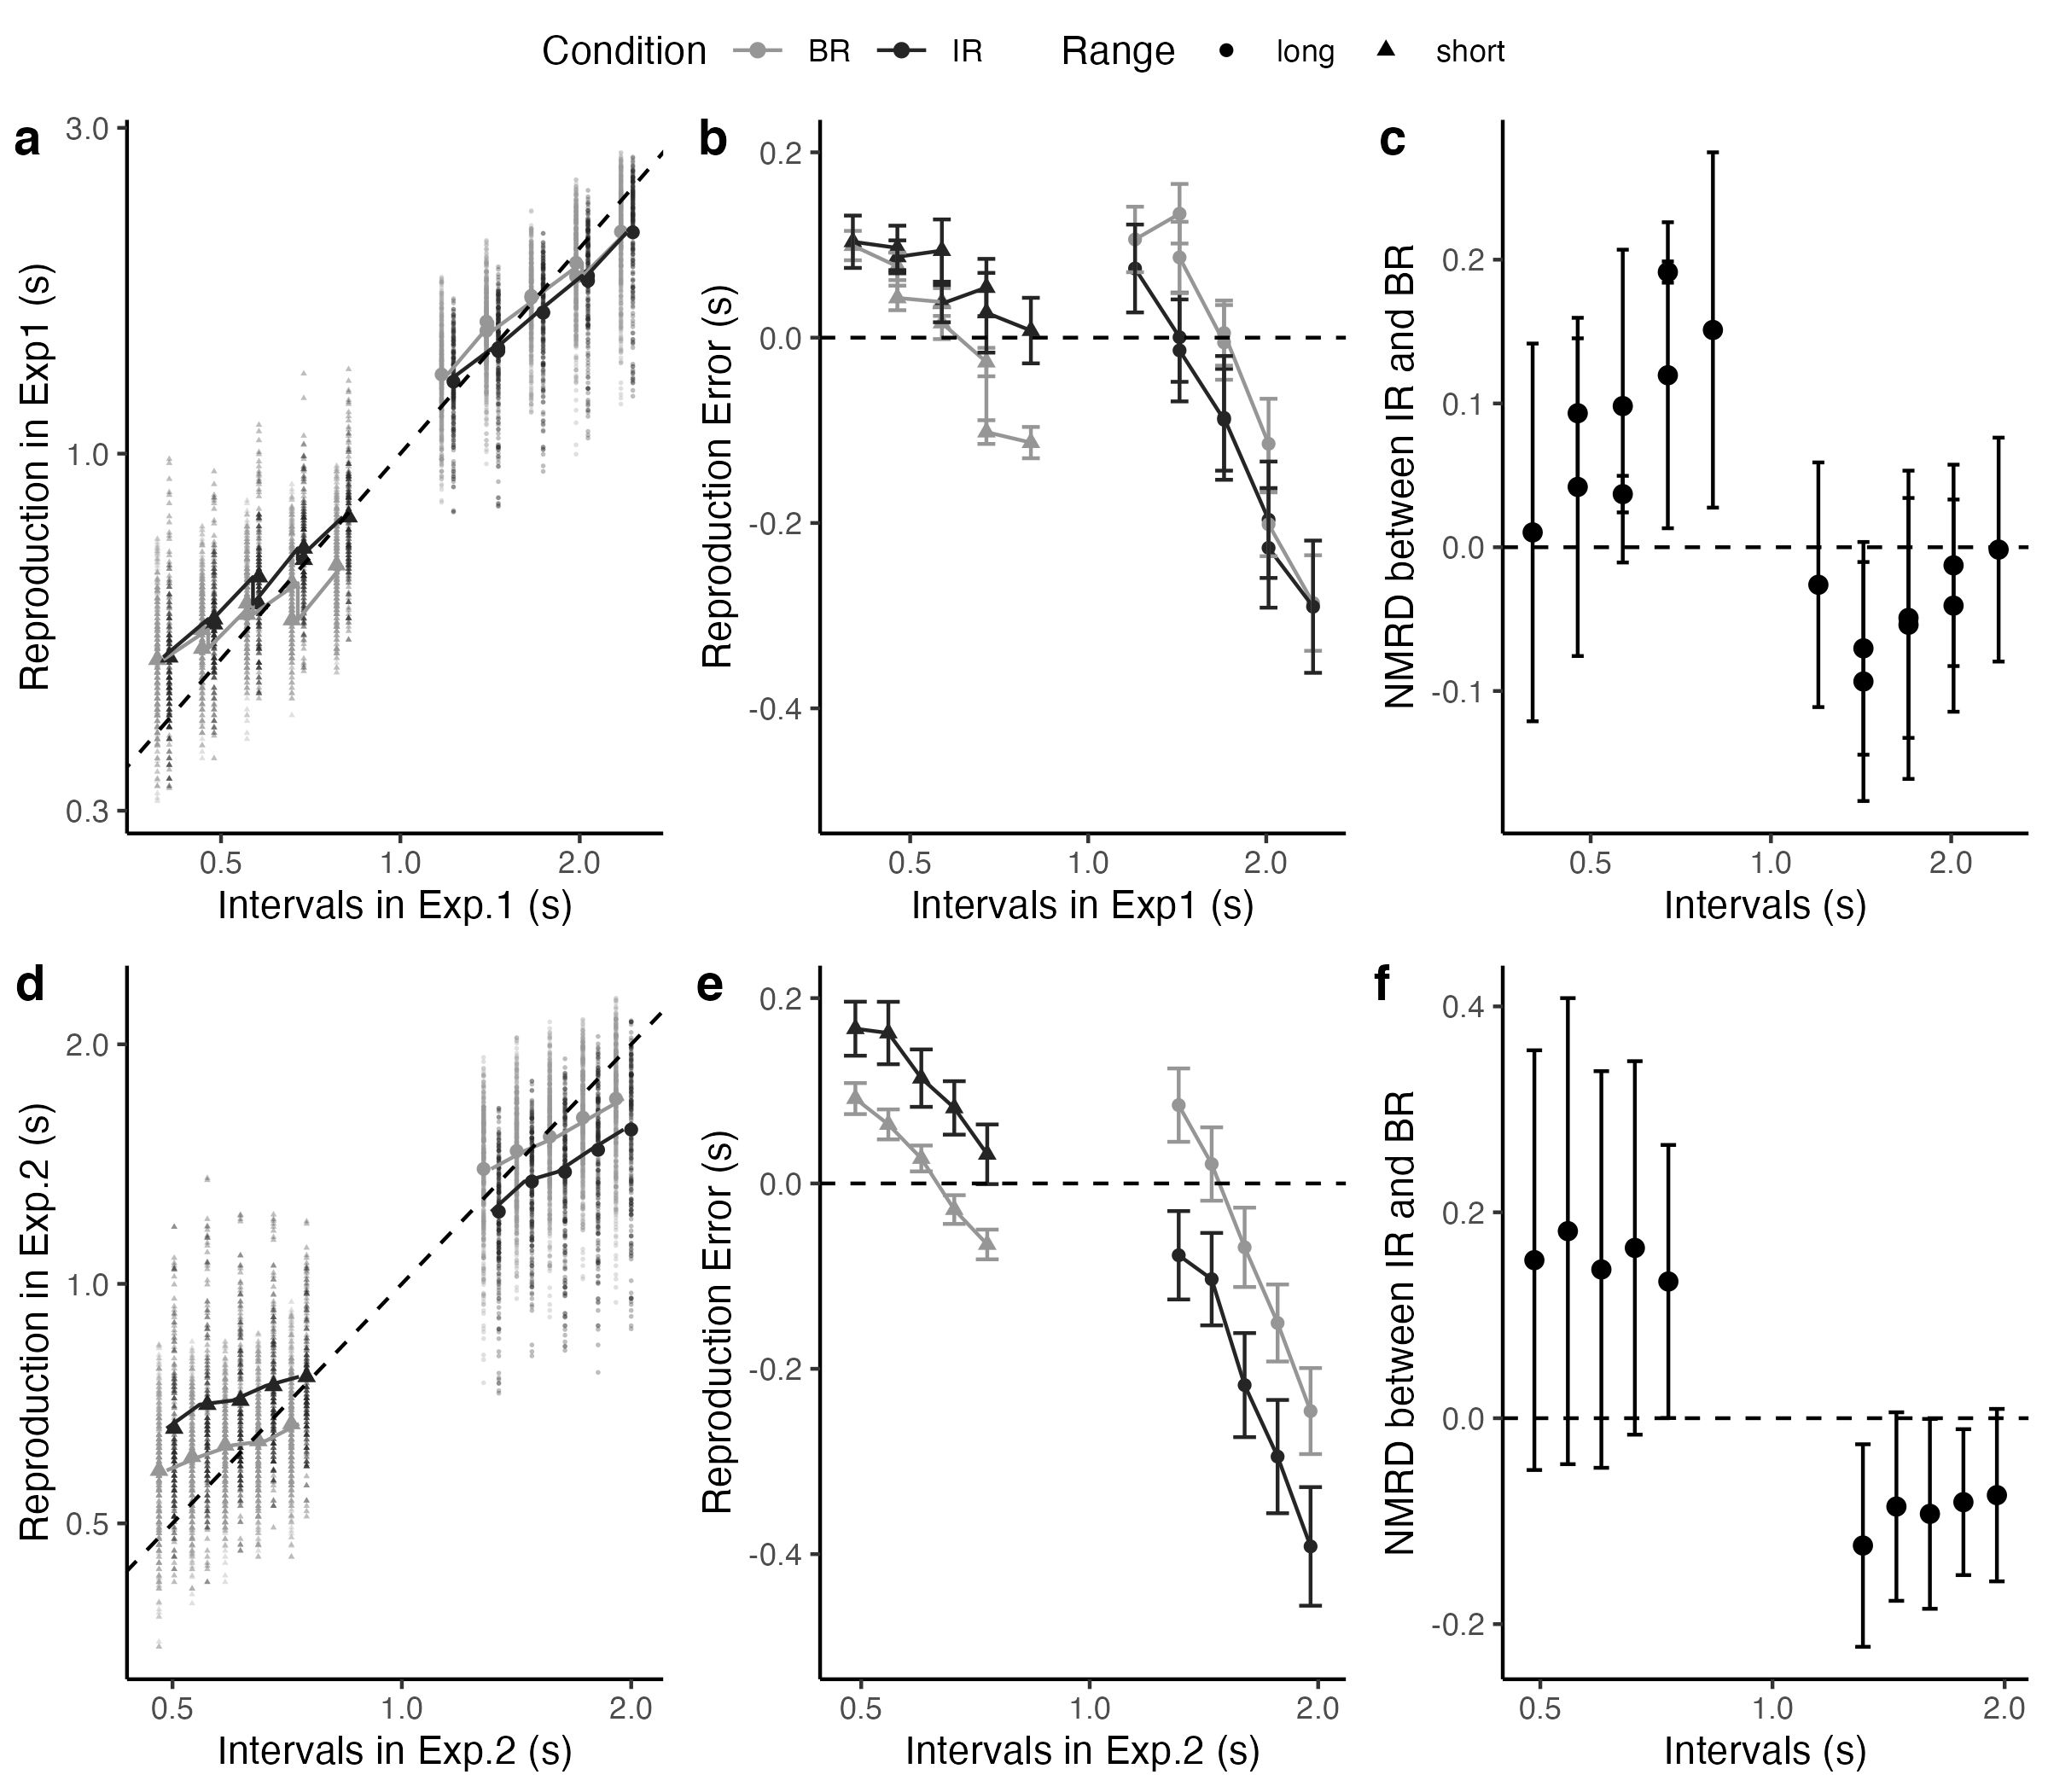 Condition BR IR Range long short
a
3.0
1.0
0.3
Reproduction in Exp1 (s)
0.5 1.0 2.0
Intervals in Exp.1 (s)
b
0.2
0.0
-0.2
-0.4
Reproduction Error (s)
0.5 1.0 2.0
Intervals in Exp1 (s)
c
0.2
0.1
0.0
-0.1
NMRD between IR and BR
0.5 1.0 2.0
Intervals (s)
d
2.0
1.0
0.5
Reproduction in Exp.2 (s)
0.5 1.0 2.0
Intervals in Exp.2 (s)
e
0.2
0.0
-0.2
-0.4
Reproduction Error (s)
0.5 1.0 2.0
Intervals in Exp.2 (s)
f
0.4
0.2
0.0
-0.2
NMRD between IR and BR
0.5 1.0 2.0
Intervals (s)